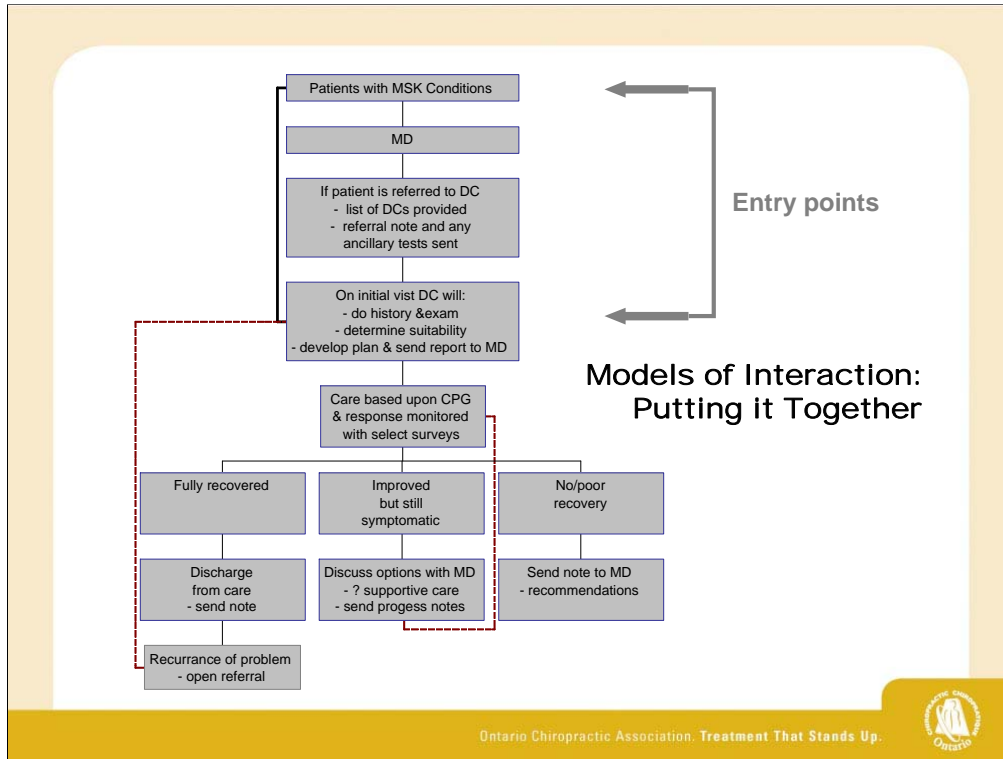 Patients with MSK Conditions
MD
If patient is referred to DC
- list of DCs provided
- referral note and any
ancillary tests sent
On initial vist DC will:
- do history &exam
- determine suitability
- develop plan & send report to MD
Care based upon CPG
& response monitored
with select surveys
Fully recovered
Improved
but still
symptomatic
No/poor
recovery
Discharge
from care
- send note
Discuss options with MD
- ? supportive care
- send progess notes
Send note to MD
- recommendations
Recurrance of problem
- open referral
Entry points
Models of Interaction:
Putting it Together
Ontario Chiropractic Association. Treatment That Stands Up.
CHIROPRACTIC CHIROPRATIQUE
Ontario